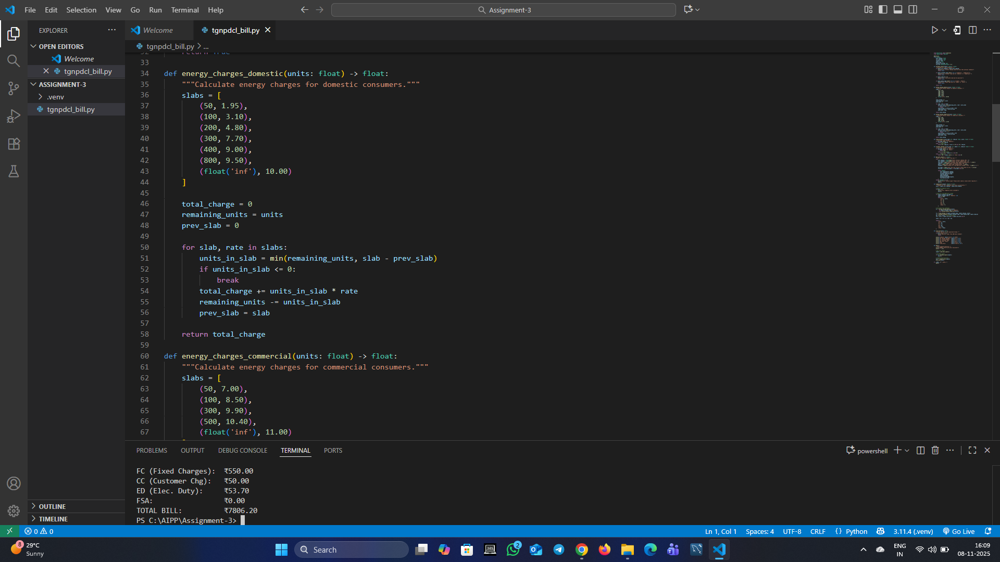 File Edit Selection View Go Run Terminal Help
Assignment-3
EXPLORER
OPEN EDITORS
Welcome
tgnpdcl_bill.py
ASSIGNMENT-3
.venv
tgnpdcl_bill.py
OUTLINE
TIMELINE
Welcome
tgnpdcl_bill.py
tgnpdcl_bill.py > ...
32 return True
33
34 def energy_charges_domestic(units: float) -> float:
35 """Calculate energy charges for domestic consumers."""
36 slabs = [
37 (50, 1.95),
38 (100, 3.10),
39 (200, 4.80),
40 (300, 7.70),
41 (400, 9.00),
42 (800, 9.50),
43 (float('inf'), 10.00)
44 ]
45
46 total_charge = 0
47 remaining_units = units
48 prev_slab = 0
49
50 for slab, rate in slabs:
51 units_in_slab = min(remaining_units, slab - prev_slab)
52 if units_in_slab <= 0:
53 break
54 total_charge += units_in_slab * rate
55 remaining_units -= units_in_slab
56 prev_slab = slab
57
58 return total_charge
59
60 def energy_charges_commercial(units: float) -> float:
61 """Calculate energy charges for commercial consumers."""
62 slabs = [
63 (50, 7.00),
64 (100, 8.50),
65 (300, 9.90),
66 (500, 10.40),
67 (float('inf'), 11.00)
PROBLEMS OUTPUT DEBUG CONSOLE TERMINAL PORTS
powershell
FC (Fixed Charges): ₹550.00
CC (Customer Chg): ₹50.00
ED (Elec. Duty): ₹53.70
FSA: ₹0.00
TOTAL BILL: ₹7806.20
PS C:\AIPP\Assignment-3>
0 0
Ln 1, Col 1 Spaces: 4 UTF-8 CRLF {} Python 3.11.4 (.venv) Go Live
8
29°C
Sunny
Search
2
ENG
IN
16:09
08-11-2025